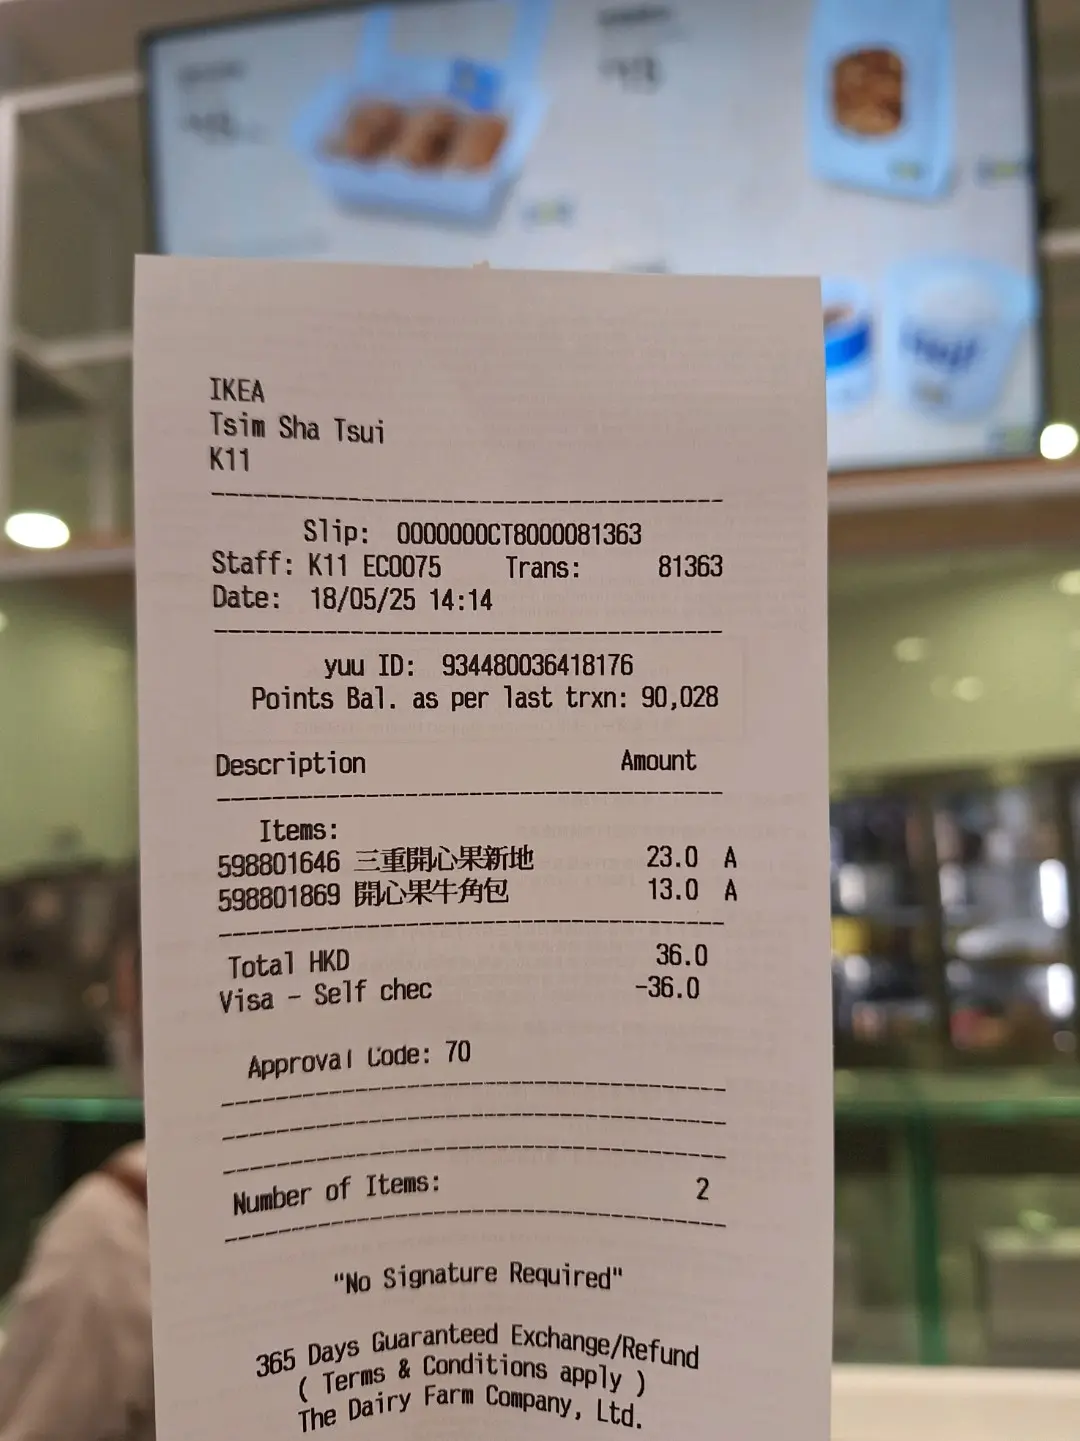 IKEA
Tsim Sha Tsui
K11
Slip: 0000000CT8000081363
Staff: K11 EC0075 Trans: 81363
Date: 18/05/25 14:14
yuu ID: 934480036418176
Points Bal. as per last trxn: 90,028
Description Amount
Items:
598801646 三重開心果新地 23.0 A
598801869 開心果牛角包 13.0 A
Total HKD 36.0
Visa - Self chec -36.0
Approval Code: 70
Number of Items: 2
"No Signature Required"
365 Days Guaranteed Exchange/Refund
( Terms & Conditions apply )
The Dairy Farm Company, Ltd.